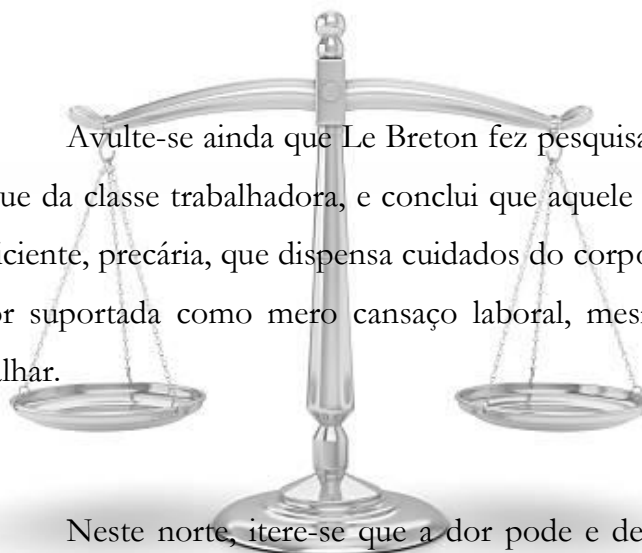 Avulte-se ainda que Le Breton fez pesquisa
ue da classe trabalhadora, e conclui que aquele
iciente, precária, que dispensa cuidados do corpo
or suportada como mero cansaço laboral, mes
alhar.
Neste norte, itere-se que a dor pode e de